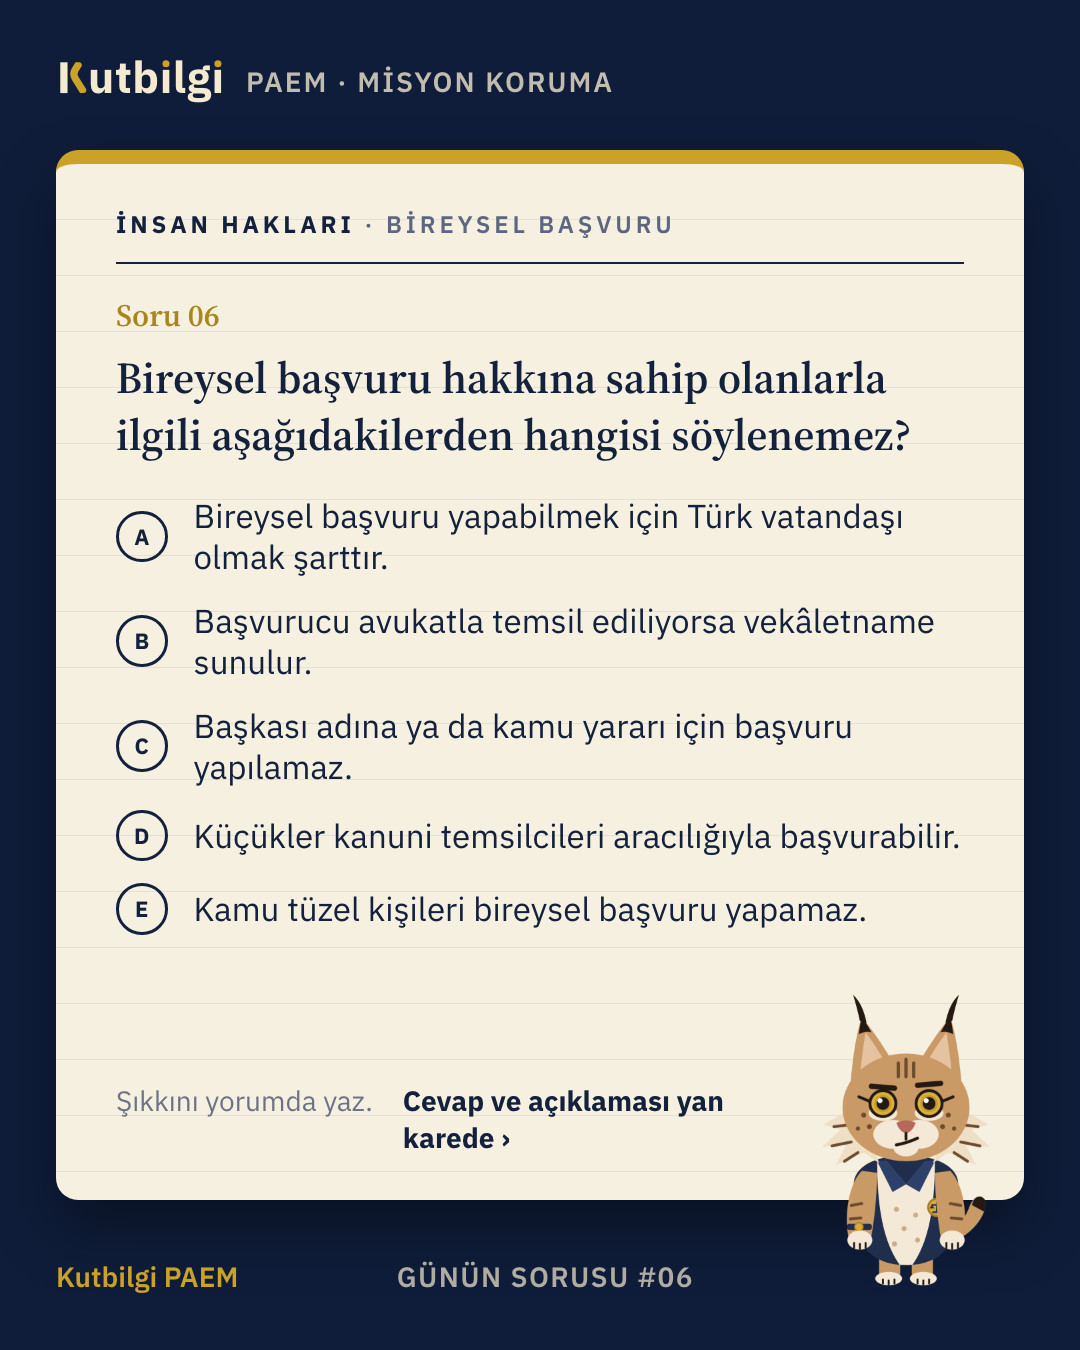 Kutbilgi PAEM · MİSYON KORUMA
İNSAN HAKLARI · BİREYSEL BAŞVURU
Soru 06
Bireysel başvuru hakkına sahip olanlarla
ilgili aşağıdakilerden hangisi söylenemez?
A Bireysel başvuru yapabilmek için Türk vatandaşı
olmak şarttır.
B Başvurucu avukatla temsil ediliyorsa vekâletname
sunulur.
C Başkası adına ya da kamu yararı için başvuru
yapılamaz.
D Küçükler kanuni temsilcileri aracılığıyla başvurabilir.
E Kamu tüzel kişileri bireysel başvuru yapamaz.
Şıkkını yorumda yaz. Cevap ve açıklaması yan
karede ›
Kutbilgi PAEM GÜNÜN SORUSU #06